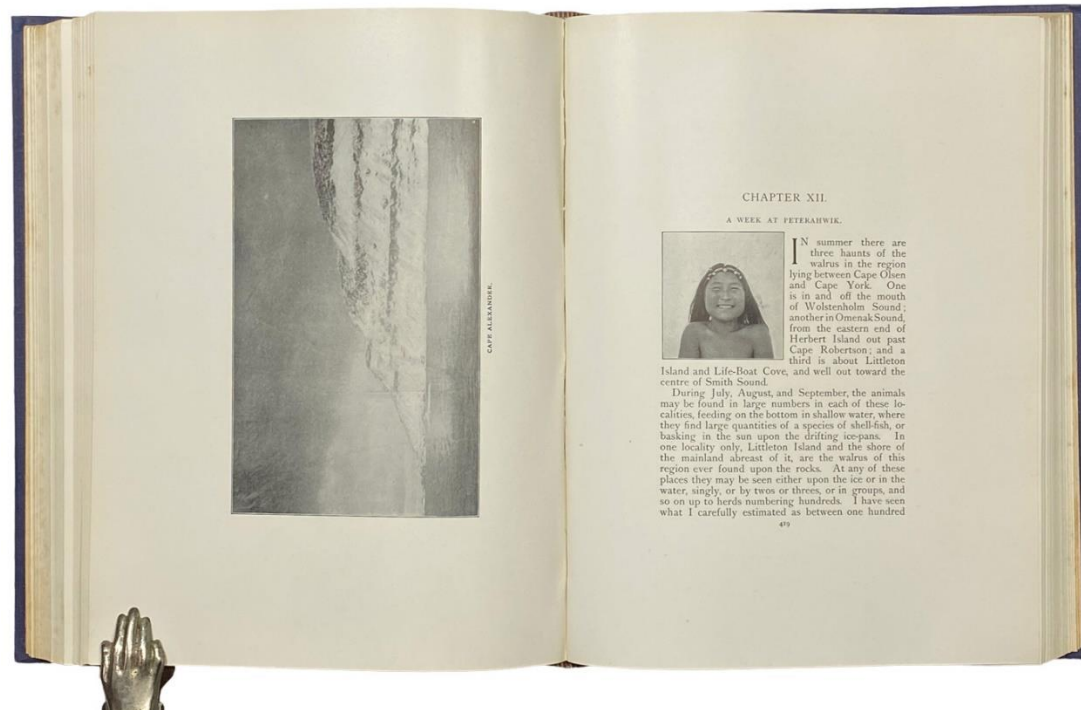 CAPE ALEXANDER.
CHAPTER XII.
A WEEK AT PETERAHWIK.
IN summer there are
three haunts of the
walrus in the region
lying between Cape Olsen
and Cape York. One
is in and off the mouth
of Wolstenholm Sound;
another in Omenak Sound,
from the eastern end of
Herbert Island out past
Cape Robertson; and a
third is about Littleton
Island and Life-Boat Cove, and well out toward the
centre of Smith Sound.
During July, August, and September, the animals
may be found in large numbers in each of these lo-
calities, feeding on the bottom in shallow water, where
they find large quantities of a species of shell-fish, or
basking in the sun upon the drifting ice-pans. In
one locality only, Littleton Island and the shore of
the mainland abreast of it, are the walrus of this
region ever found upon the rocks. At any of these
places they may be seen either upon the ice or in the
water, singly, or by twos or threes, or in groups, and
so on up to herds numbering hundreds. I have seen
what I carefully estimated as between one hundred